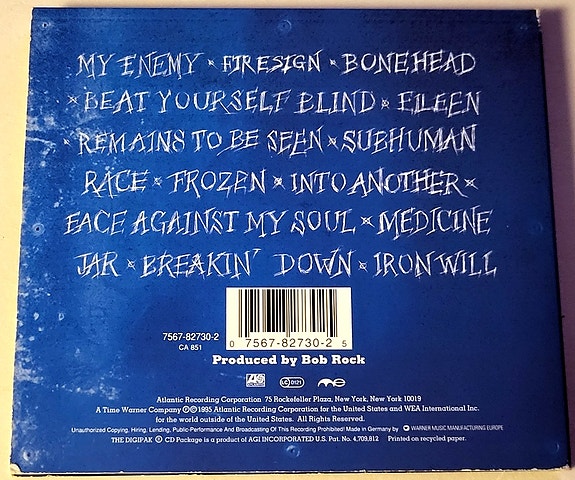 MY ENEMY × FIRESIGN × BONEHEAD
× BEAT YOURSELF BLIND × EILEEN
× REMAINS TO BE SEEN × SUBHUMAN
RACE × FROZEN × INTO ANOTHER ×
FACE AGAINST MY SOUL × MEDICINE
JAR × BREAKIN' DOWN × IRON WILL
7567-82730-2
CA 851
0 7567-82730-2 5
Produced by Bob Rock
LC 0121
Atlantic Recording Corporation 75 Rockefeller Plaza, New York, New York 10019
A Time Warner Company ℗©1995 Atlantic Recording Corporation for the United States and WEA International Inc.
for the world outside of the United States. All Rights Reserved.
Unauthorized Copying, Hiring, Lending, Public-Performance And Broadcasting Of This Recording Prohibited! Made in Germany by WARNER MUSIC MANUFACTURING EUROPE
THE DIGIPAK ® CD Package is a product of AGI INCORPORATED U.S. Pat. No. 4,709,812 Printed on recycled paper.